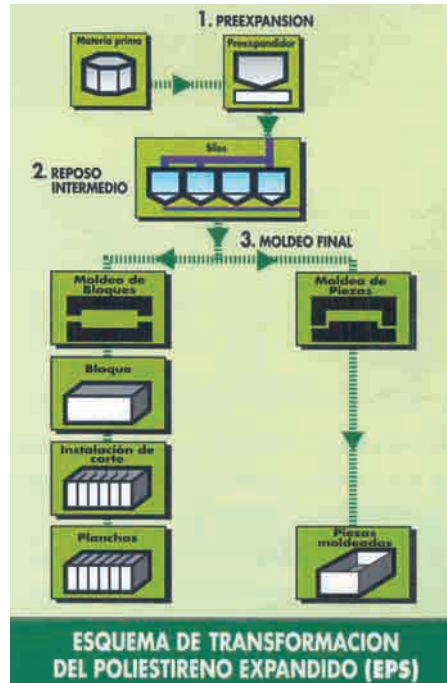 1. PREEXPANSION
Materia prima
Preexpandidor
Silos
2. REPOSO
INTERMEDIO
3. MOLDEO FINAL
Moldeo de
Bloques
Moldeo de
Piezas
Bloque
Instalación de
corte
Planchas
Piezas
moldeadas
ESQUEMA DE TRANSFORMACION
DEL POLIESTIRENO EXPANDIDO (EPS)